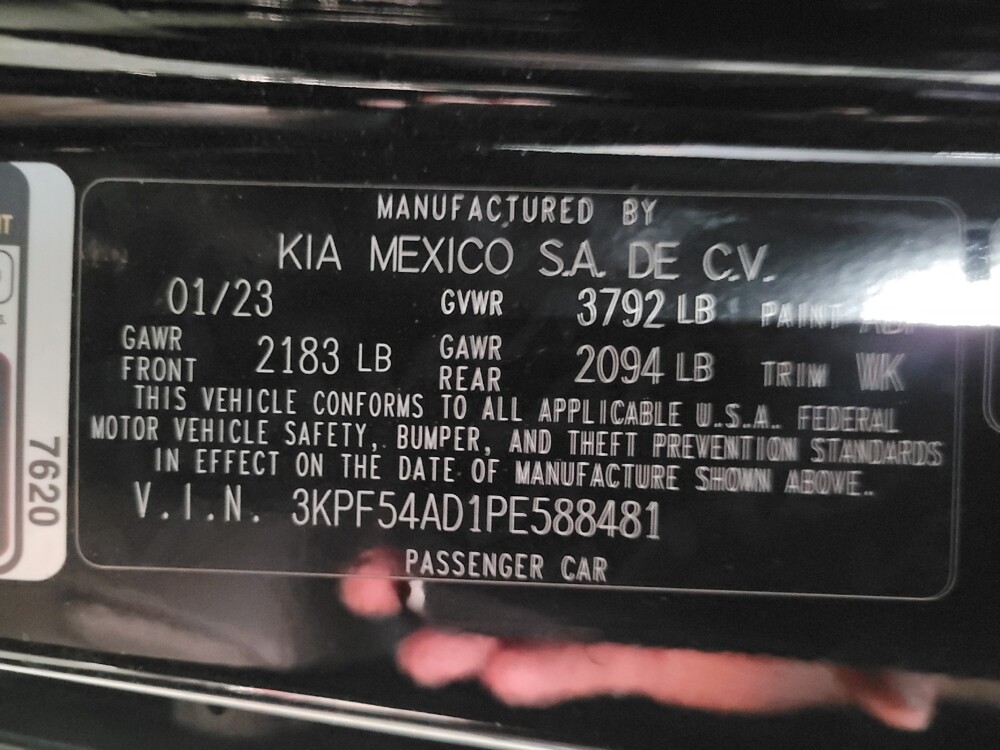 MANUFACTURED BY
KIA MEXICO S.A. DE C.V.
01/23 GVWR 3792 LB PAINT
GAWR FRONT 2183 LB GAWR REAR 2094 LB TRIM WK
THIS VEHICLE CONFORMS TO ALL APPLICABLE U.S.A. FEDERAL
MOTOR VEHICLE SAFETY, BUMPER, AND THEFT PREVENTION STANDARDS
IN EFFECT ON THE DATE OF MANUFACTURE SHOWN ABOVE.
V.I.N. 3KPF54AD1PE588481
PASSENGER CAR
7620